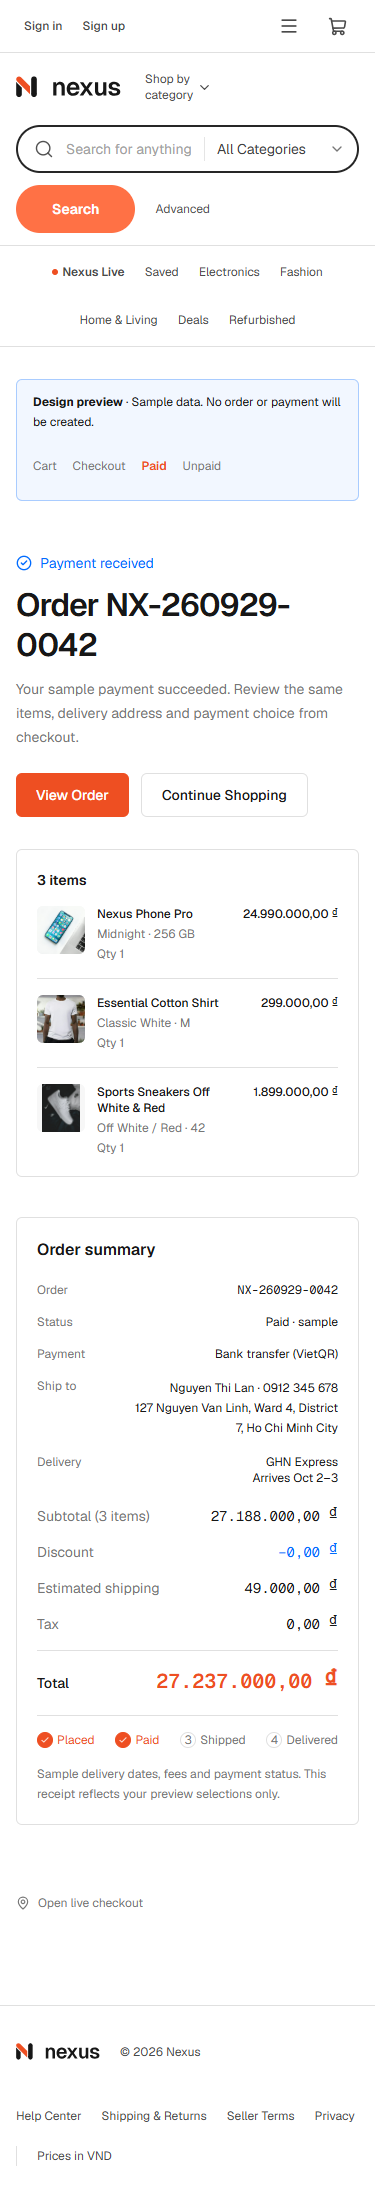 Sign in Sign up
nexus Shop by category
Search for anything All Categories
Search Advanced
Nexus Live Saved Electronics Fashion
Home & Living Deals Refurbished
Design preview · Sample data. No order or payment will
be created.
Cart Checkout Paid Unpaid
Payment received
Order NX-260929-
0042
Your sample payment succeeded. Review the same
items, delivery address and payment choice from
checkout.
View Order Continue Shopping
3 items
Nexus Phone Pro 24.990.000,00 ₫
Midnight · 256 GB
Qty 1
Essential Cotton Shirt 299.000,00 ₫
Classic White · M
Qty 1
Sports Sneakers Off 1.899.000,00 ₫
White & Red
Off White / Red · 42
Qty 1
Order summary
Order NX-260929-0042
Status Paid · sample
Payment Bank transfer (VietQR)
Ship to Nguyen Thi Lan · 0912 345 678
127 Nguyen Van Linh, Ward 4, District
7, Ho Chi Minh City
Delivery GHN Express
Arrives Oct 2–3
Subtotal (3 items) 27.188.000,00 ₫
Discount -0,00 ₫
Estimated shipping 49.000,00 ₫
Tax 0,00 ₫
Total 27.237.000,00 ₫
Placed Paid 3 Shipped 4 Delivered
Sample delivery dates, fees and payment status. This
receipt reflects your preview selections only.
Open live checkout
nexus © 2026 Nexus
Help Center Shipping & Returns Seller Terms Privacy
Prices in VND